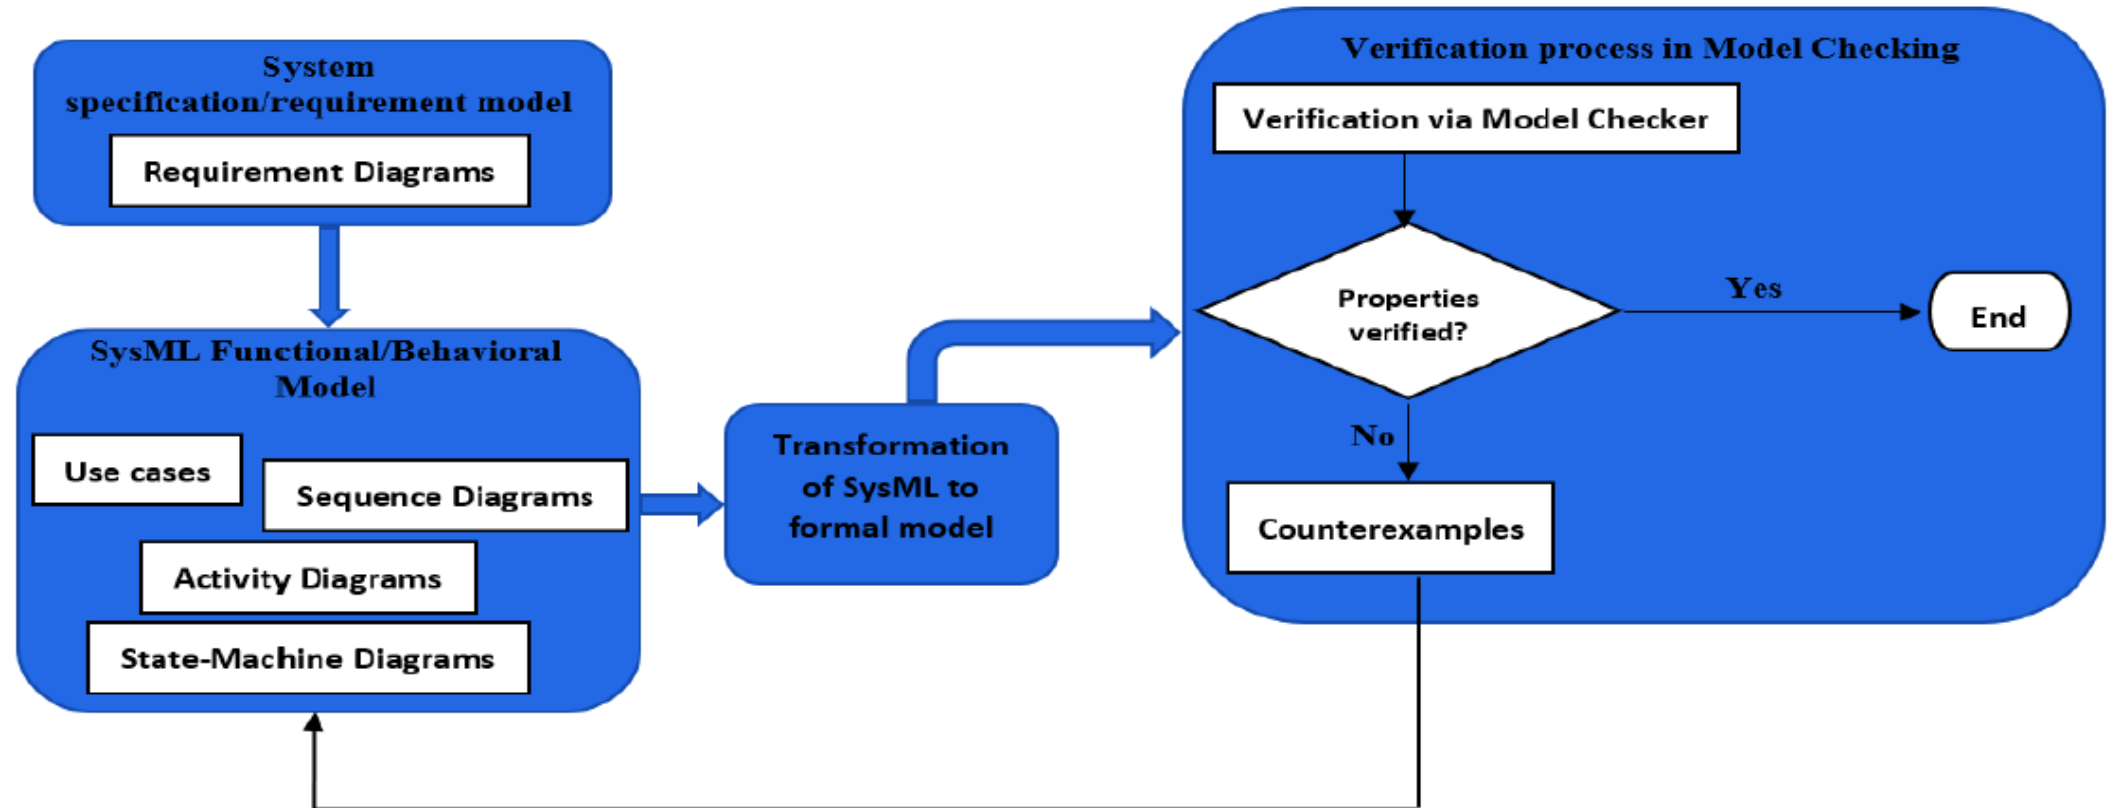 System
specification/requirement model
Requirement Diagrams
SysML Functional/Behavioral
Model
Use cases
Sequence Diagrams
Activity Diagrams
State-Machine Diagrams
Transformation
of SysML to
formal model
Verification process in Model Checking
Verification via Model Checker
Properties
verified?
Yes
End
No
Counterexamples